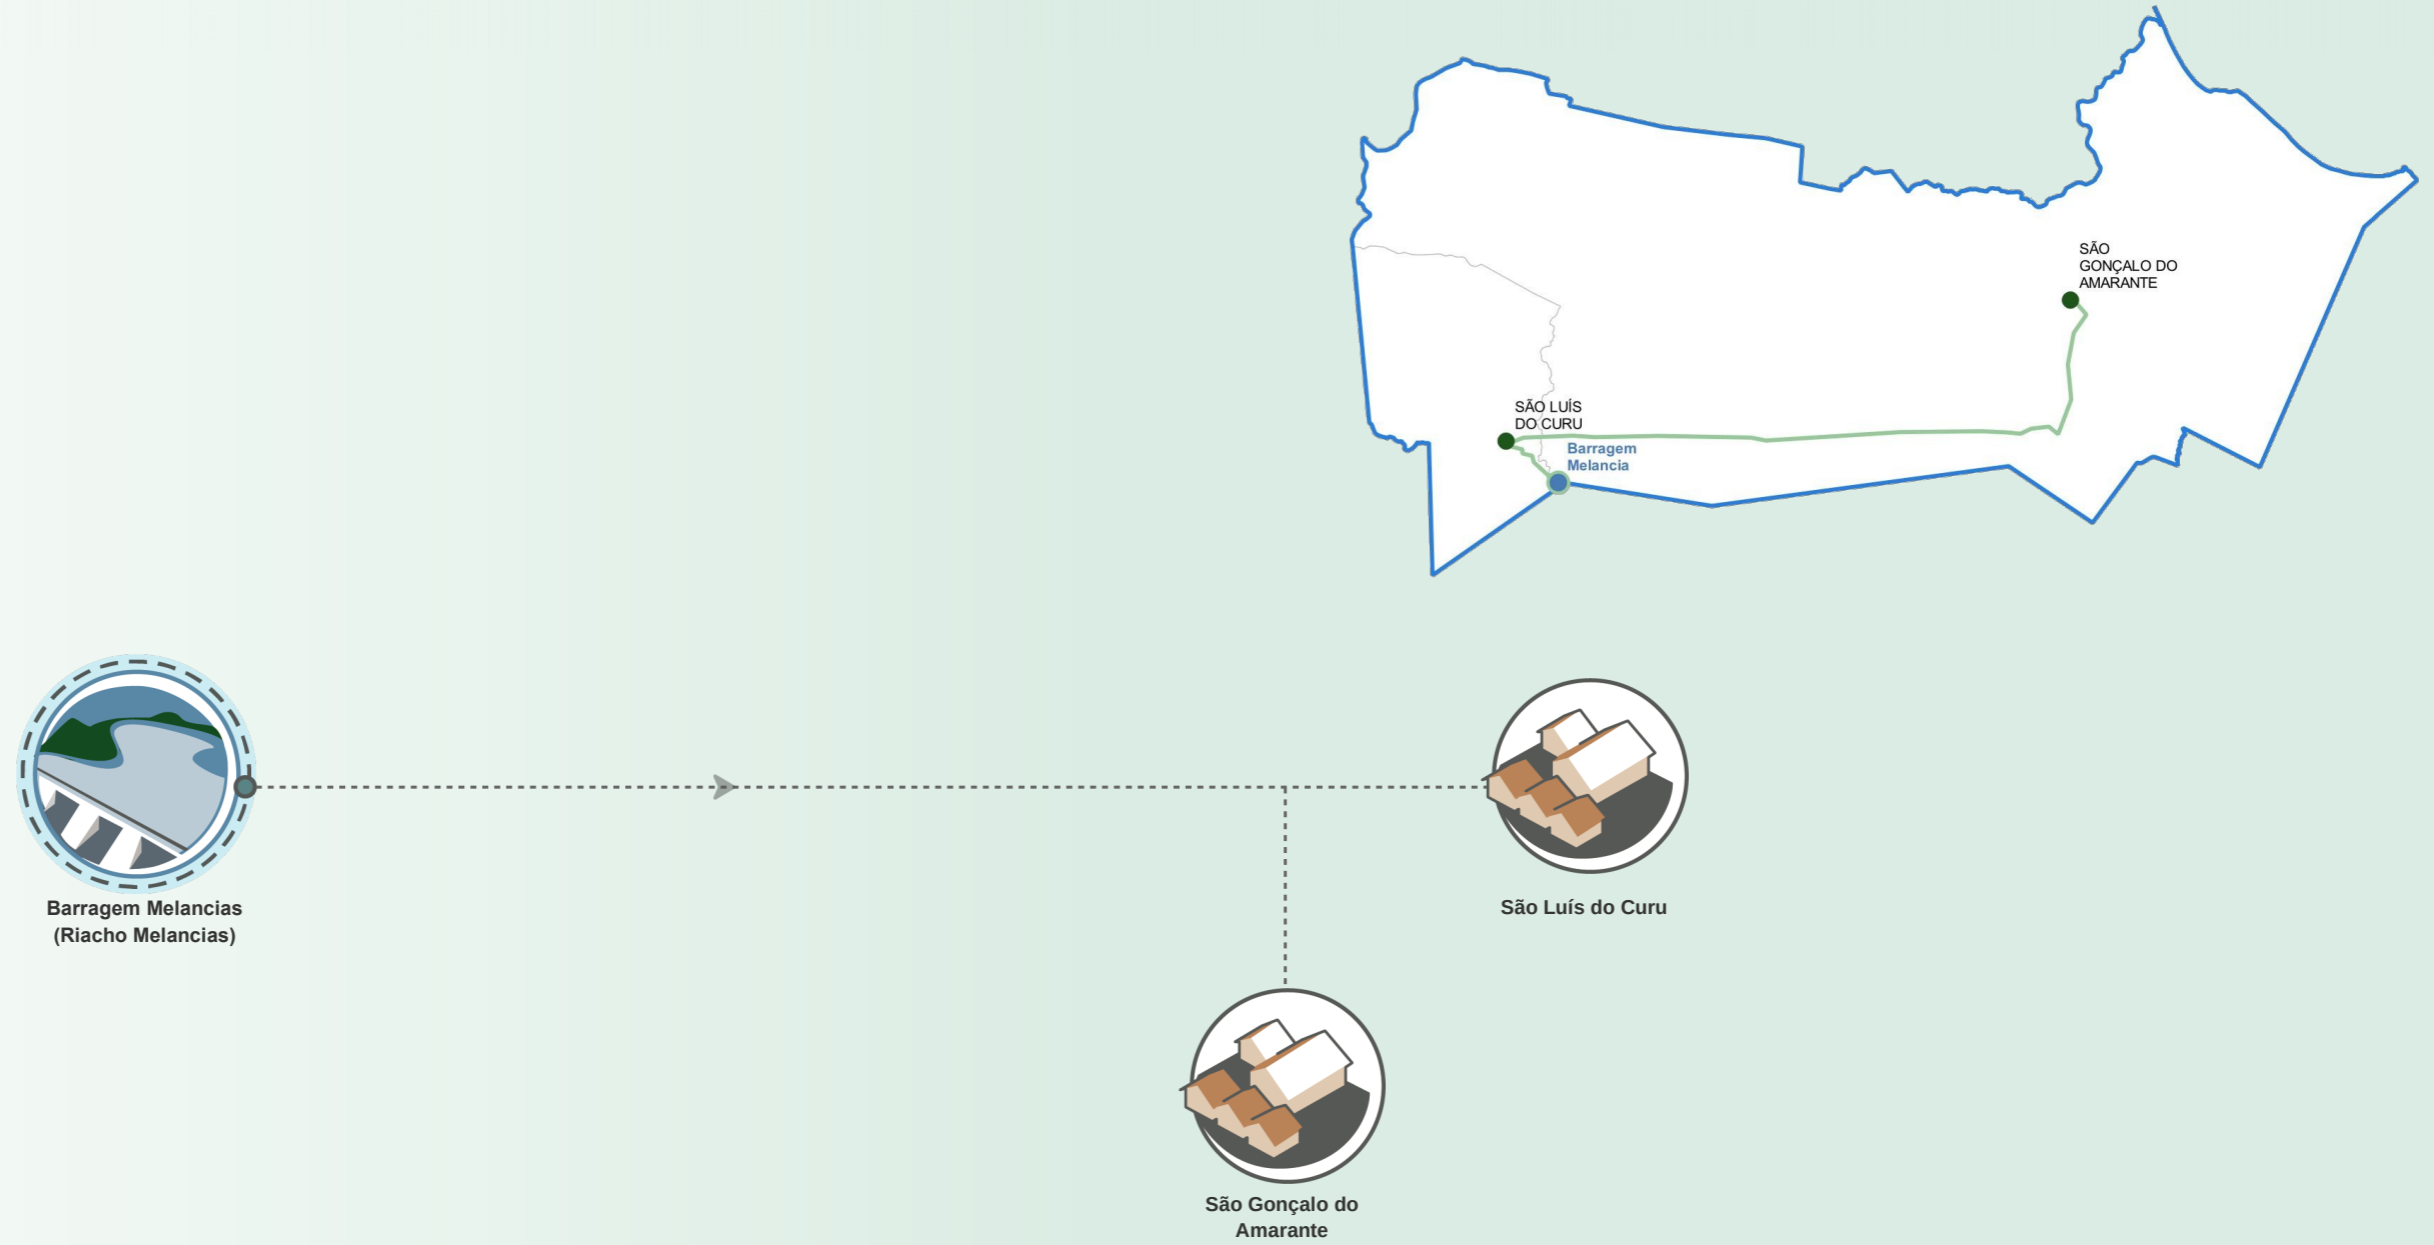 SÃO
GONÇALO DO
AMARANTE
SÃO LUÍS
DO CURU
Barragem
Melancia
Barragem Melancias
(Riacho Melancias)
São Luís do Curu
São Gonçalo do
Amarante